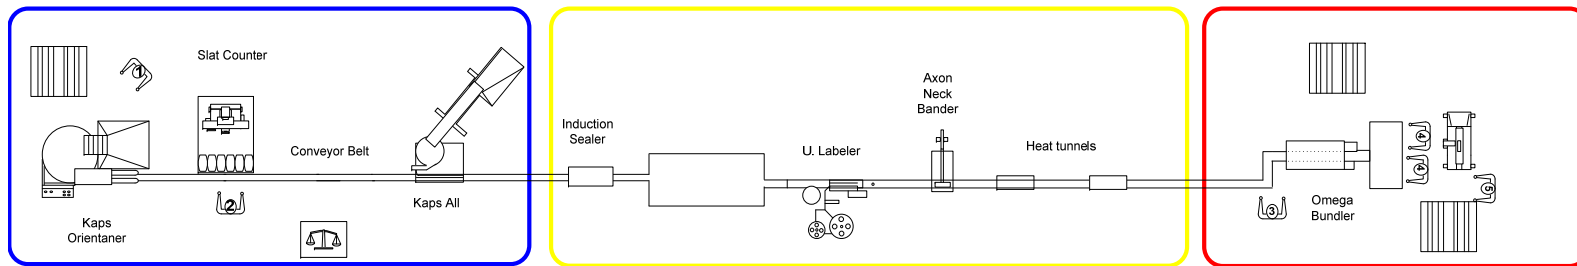 Slat Counter
1
Conveyor Belt
2
Kaps
Orientaner
Kaps All
Induction
Sealer
U. Labeler
Axon
Neck
Bander
Heat tunnels
3
Omega
Bundler
4
4
5